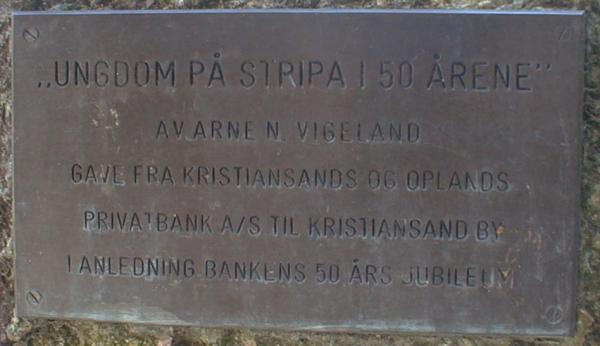 „UNGDOM PÅ STRIPA I 50 ÅRENE”
AV ARNE N. VIGELAND
GAVE FRA KRISTIANSANDS OG OPLANDS
PRIVATBANK A/S TIL KRISTIANSAND BY
I ANLEDNING BANKENS 50 ÅRS JUBILEUM